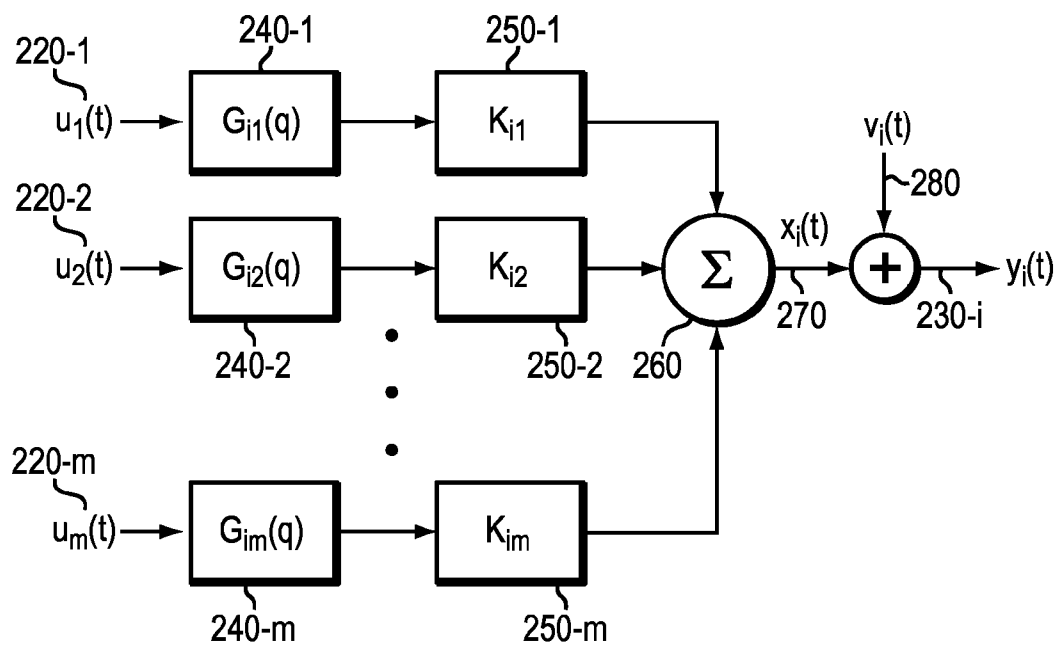 240-1
250-1
220-1
u1(t)
Gi1(q)
Ki1
vi(t)
280
220-2
u2(t)
Gi2(q)
Ki2
Σ
xi(t)
+
yi(t)
240-2
250-2
260
270
230-i
220-m
um(t)
Gim(q)
Kim
240-m
250-m